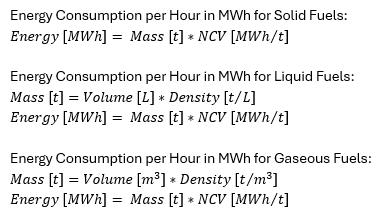 Energy Consumption per Hour in MWh for Solid Fuels:
Energy [MWh] = Mass [t] * NCV [MWh/t]
Energy Consumption per Hour in MWh for Liquid Fuels:
Mass [t] = Volume [L] * Density [t/L]
Energy [MWh] = Mass [t] * NCV [MWh/t]
Energy Consumption per Hour in MWh for Gaseous Fuels:
Mass [t] = Volume [m³] * Density [t/m³]
Energy [MWh] = Mass [t] * NCV [MWh/t]